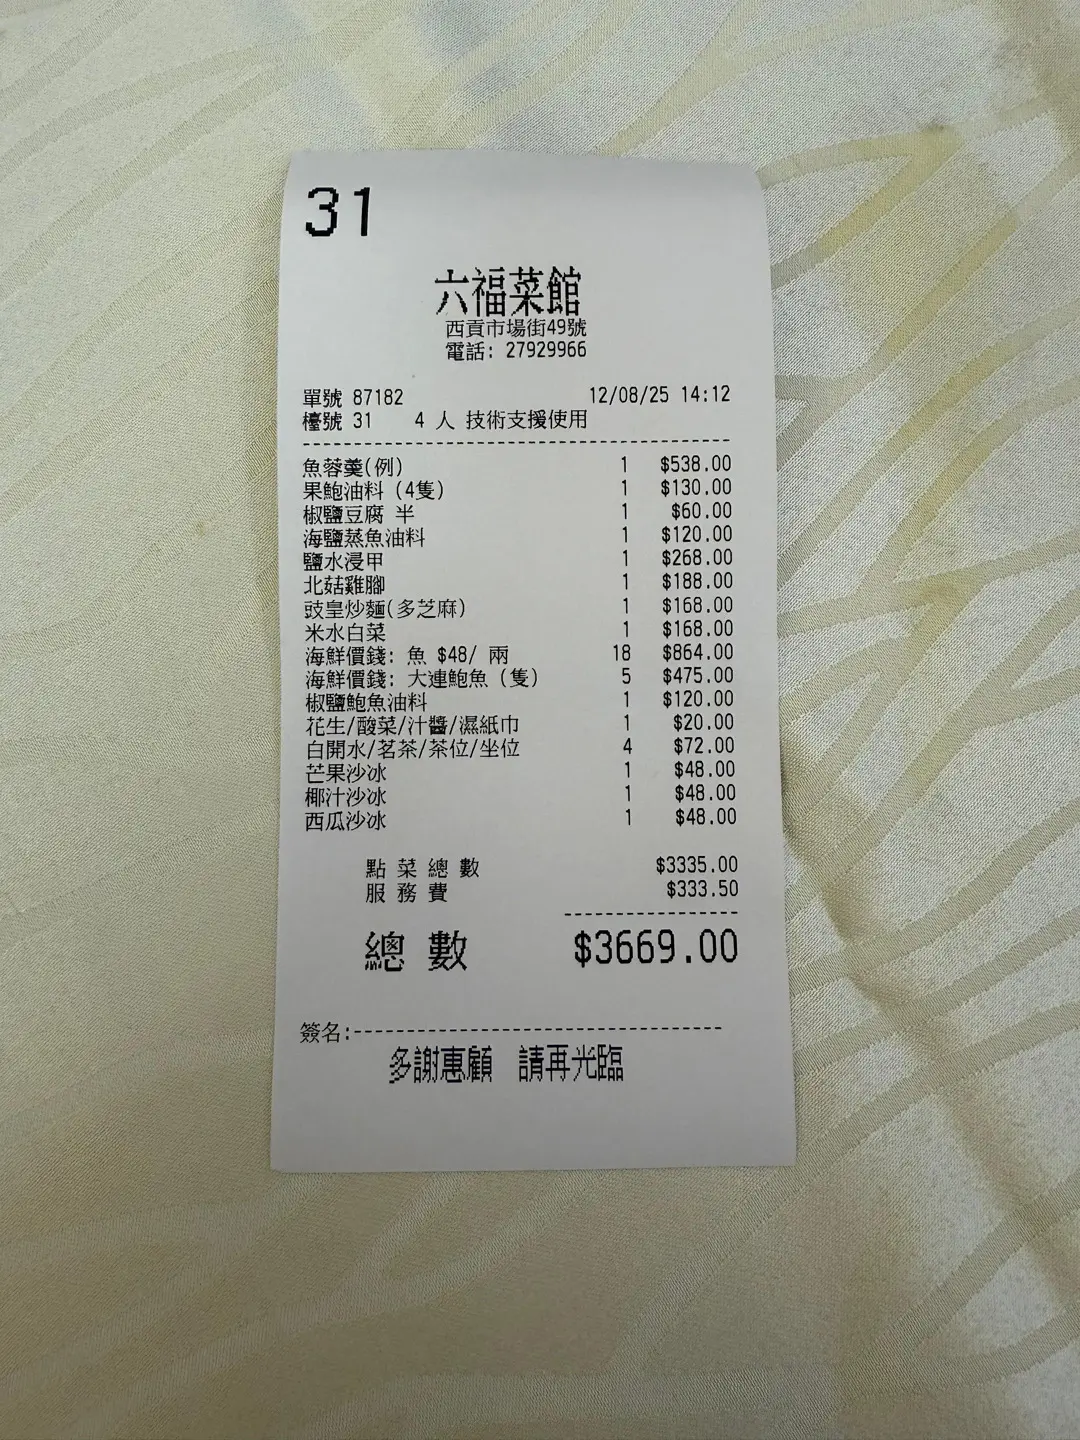 31
六福菜館
西貢市場街49號
電話: 27929966
單號 87182 12/08/25 14:12
檯號 31 4 人 技術支援使用
魚蓉羹(例) 1 $538.00
果鮑油料 (4隻) 1 $130.00
椒鹽豆腐 半 1 $60.00
海鹽蒸魚油料 1 $120.00
鹽水浸甲 1 $268.00
北菇雞腳 1 $188.00
豉皇炒麵(多芝麻) 1 $168.00
米水白菜 1 $168.00
海鮮價錢: 魚 $48/ 兩 18 $864.00
海鮮價錢: 大連鮑魚 (隻) 5 $475.00
椒鹽鮑魚油料 1 $120.00
花生/酸菜/汁醬/濕紙巾 1 $20.00
白開水/茗茶/茶位/坐位 4 $72.00
芒果沙冰 1 $48.00
椰汁沙冰 1 $48.00
西瓜沙冰 1 $48.00
點 菜 總 數 $3335.00
服 務 費 $333.50
總 數 $3669.00
簽名:
多謝惠顧 請再光臨